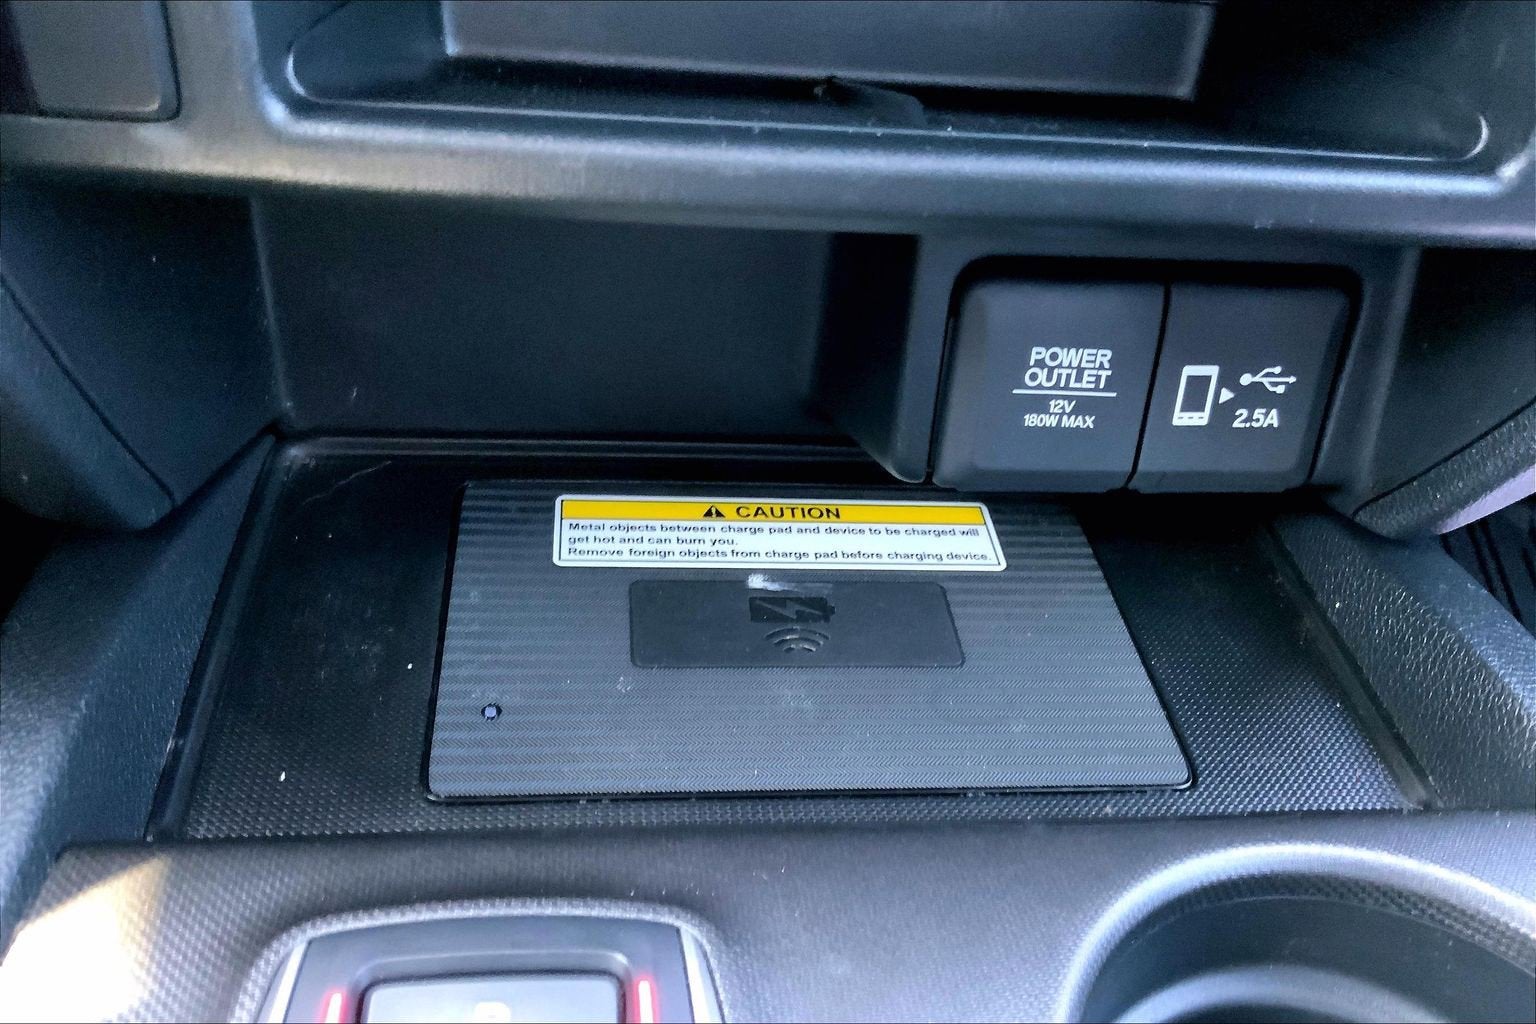 POWER
OUTLET
12V
180W MAX
2.5A
CAUTION
Metal objects between charge pad and device to be charged will
get hot and can burn you.
Remove foreign objects from charge pad before charging device.